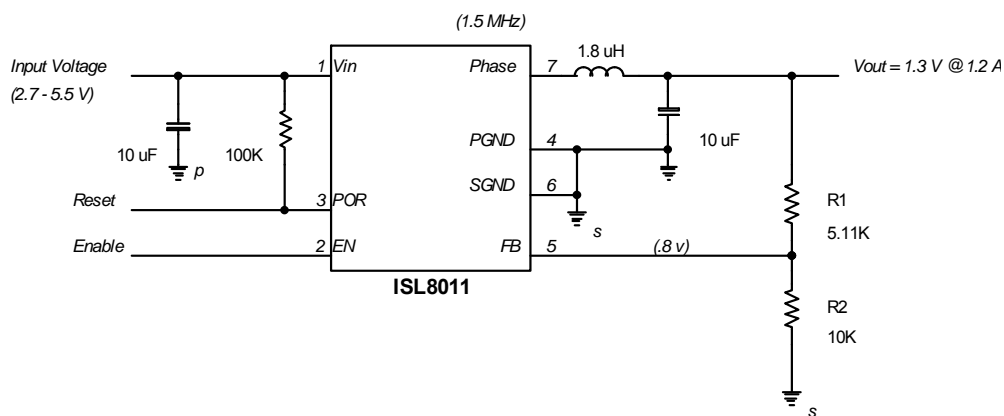 (1.5 MHz)
1.8 uH
Input Voltage
(2.7 - 5.5 V)
1
Vin
Phase
7
Vout = 1.3 V @ 1.2 A
10 uF
p
100K
PGND
4
10 uF
SGND
6
s
Reset
3
POR
R1
5.11K
Enable
2
EN
FB
5
(.8 v)
ISL8011
R2
10K
s